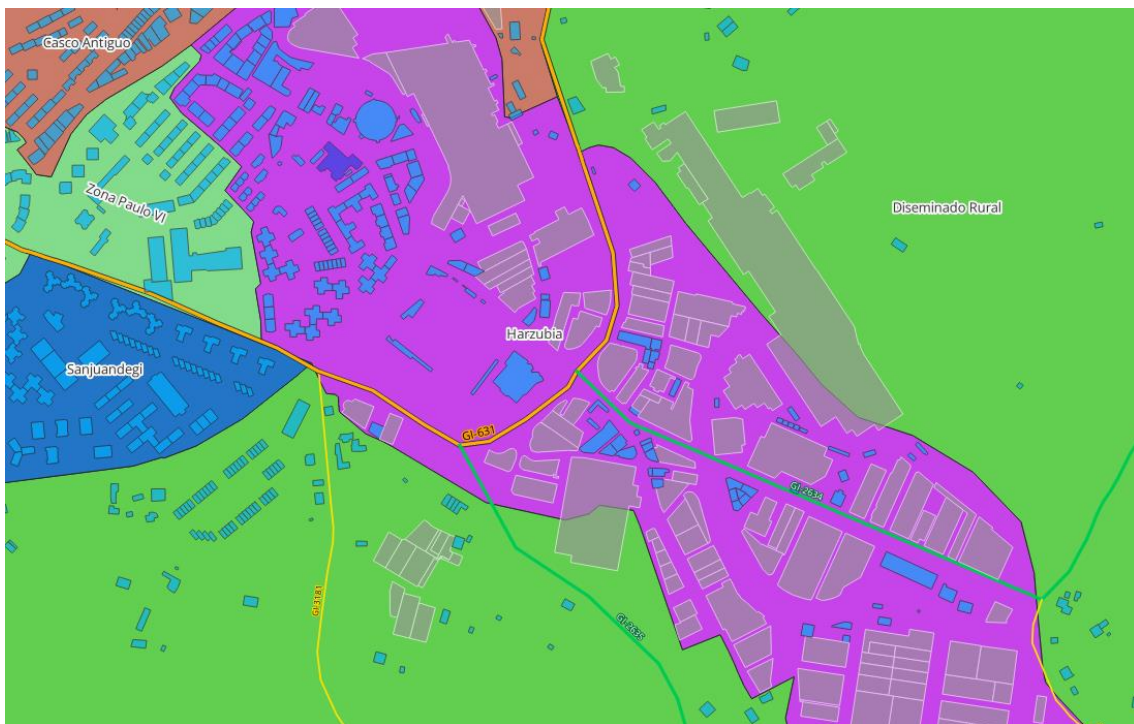 Casco Antiguo
Zona Paulo VI
Diseminado Rural
Harzubia
Sanjuandegi
GI-631
GI-2634
GI-3181
GI-2635